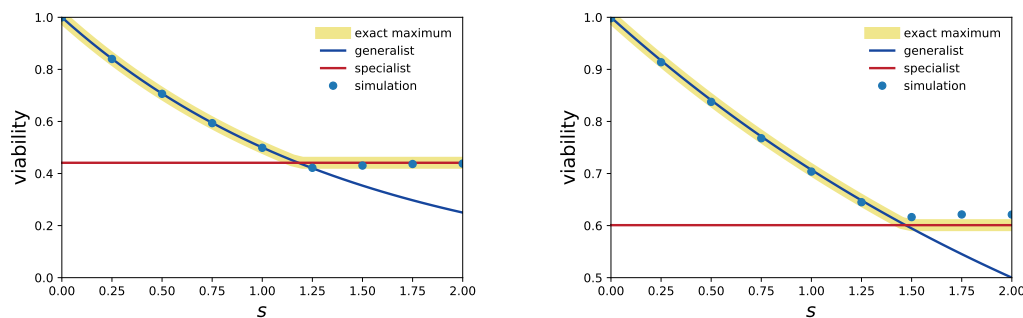 viability
1.0
0.8
0.6
0.4
0.2
0.0
0.00 0.25 0.50 0.75 1.00 1.25 1.50 1.75 2.00
s
exact maximum
generalist
specialist
simulation
viability
1.0
0.9
0.8
0.7
0.6
0.5
0.00 0.25 0.50 0.75 1.00 1.25 1.50 1.75 2.00
s
exact maximum
generalist
specialist
simulation